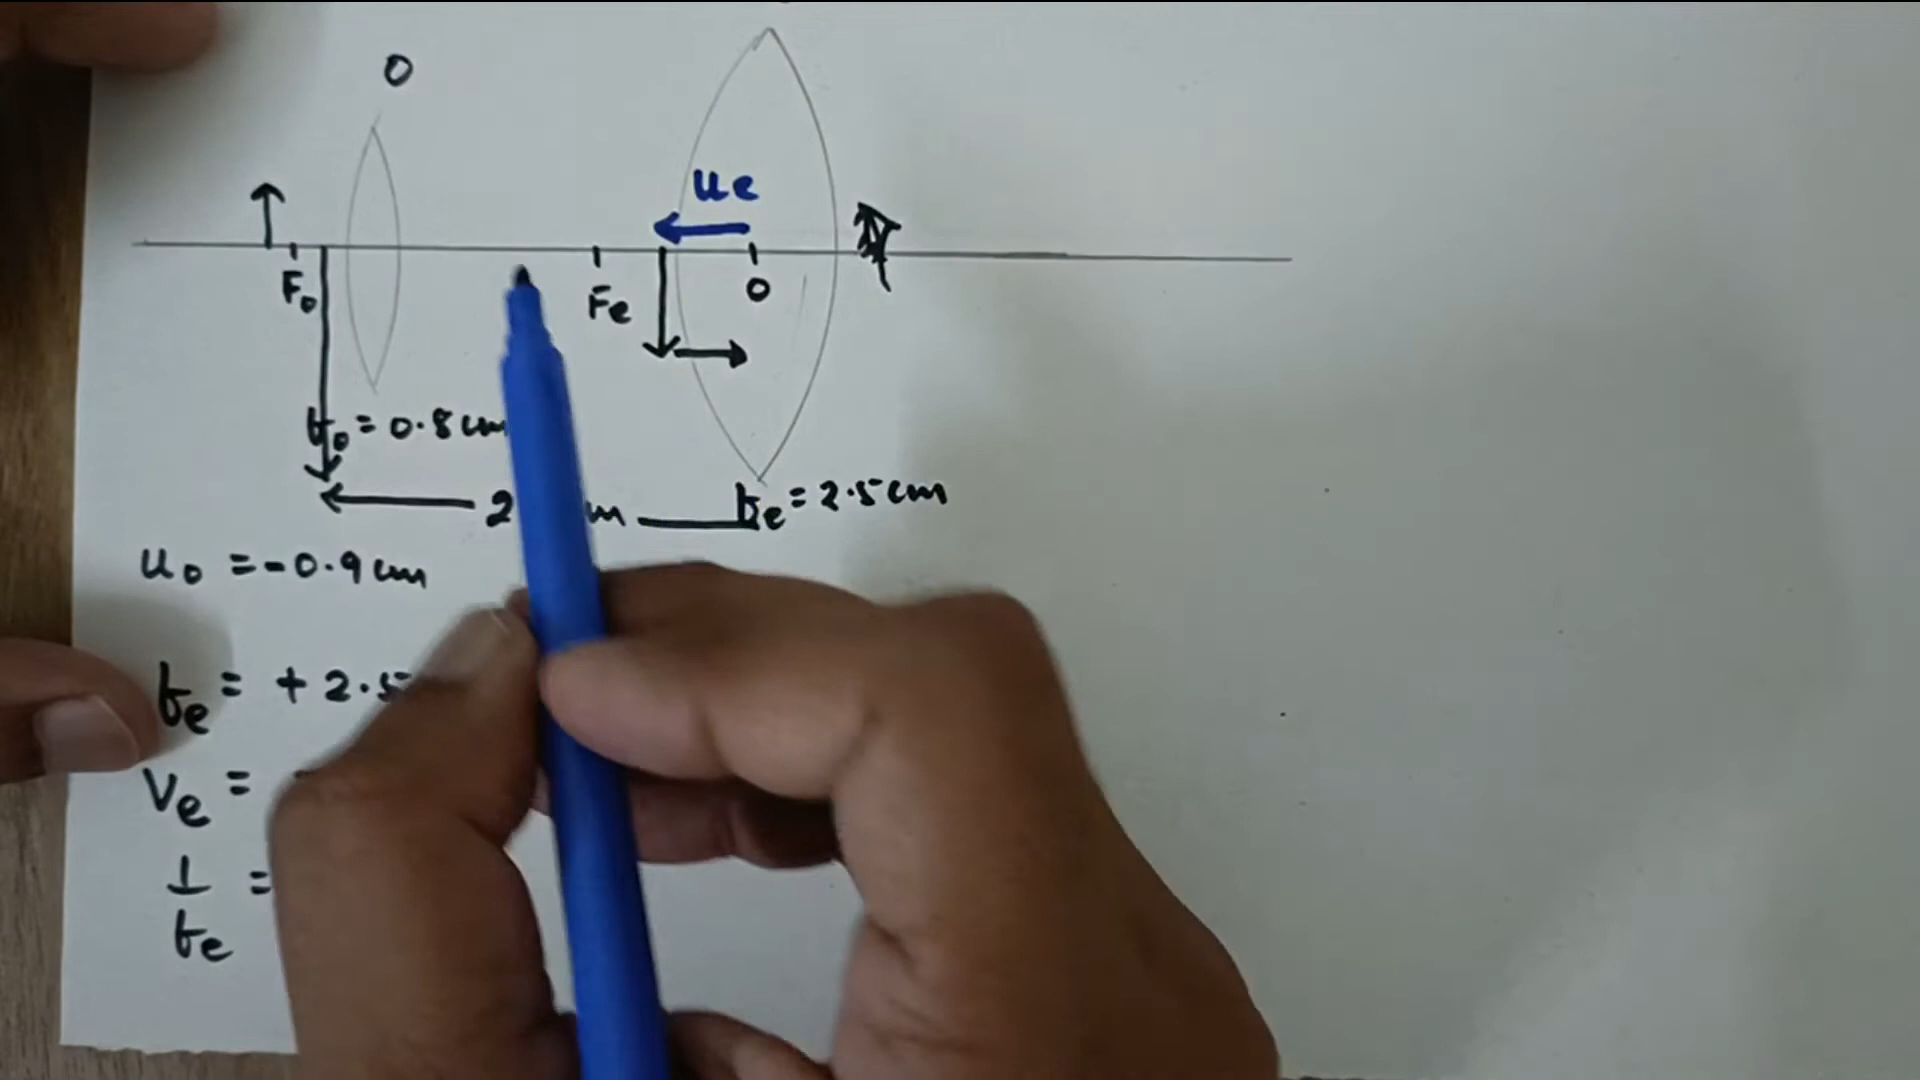 O
ue
Fo
Fe
O
fo = 0.8 cm
fe = 2.5 cm
uo = -0.9 cm
fe = + 2.5
ve =
1/fe =